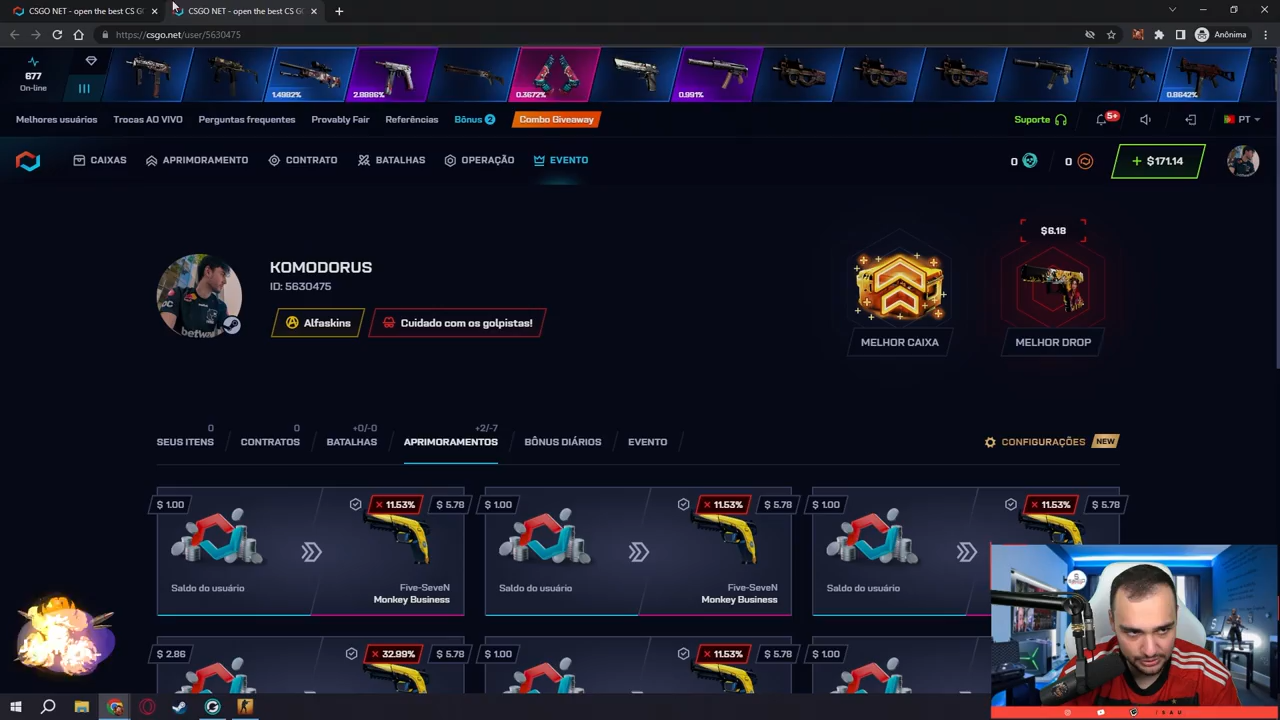 CSGO NET - open the best CS GO
CSGO NET - open the best CS GO
https://csgo.net/user/5630475
Anônima
677
On-line
1.4982%
2.8886%
0.3672%
0.991%
0.8642%
Melhores usuários
Trocas AO VIVO
Perguntas frequentes
Provably Fair
Referências
Bônus 2
Combo Giveaway
Suporte
5+
PT
CAIXAS
APRIMORAMENTO
CONTRATO
BATALHAS
OPERAÇÃO
EVENTO
0
0
+ $171.14
KOMODORUS
ID: 5630475
Alfaskins
Cuidado com os golpistas!
MELHOR CAIXA
$6.18
MELHOR DROP
0
SEUS ITENS
0
CONTRATOS
+0/-0
BATALHAS
+2/-7
APRIMORAMENTOS
BÔNUS DIÁRIOS
EVENTO
CONFIGURAÇÕES NEW
$ 1.00
11.53%
$ 5.78
Saldo do usuário
Five-SeveN
Monkey Business
$ 1.00
11.53%
$ 5.78
Saldo do usuário
Five-SeveN
Monkey Business
$ 1.00
11.53%
$ 5.78
Saldo do usuário
$ 2.86
32.99%
$ 5.78
$ 1.00
11.53%
$ 5.78
$ 1.00